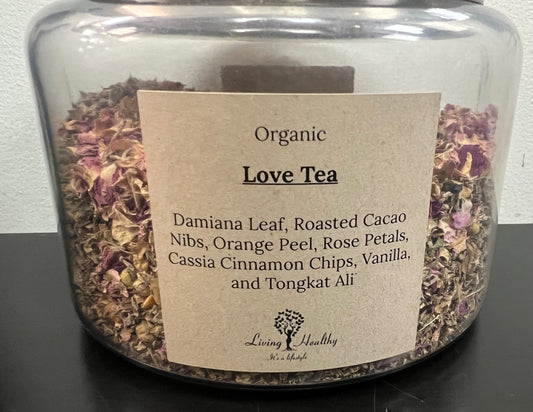 Organic
Love Tea
Damiana Leaf, Roasted Cacao
Nibs, Orange Peel, Rose Petals,
Cassia Cinnamon Chips, Vanilla,
and Tongkat Ali
Living Healthy
It's a lifestyle